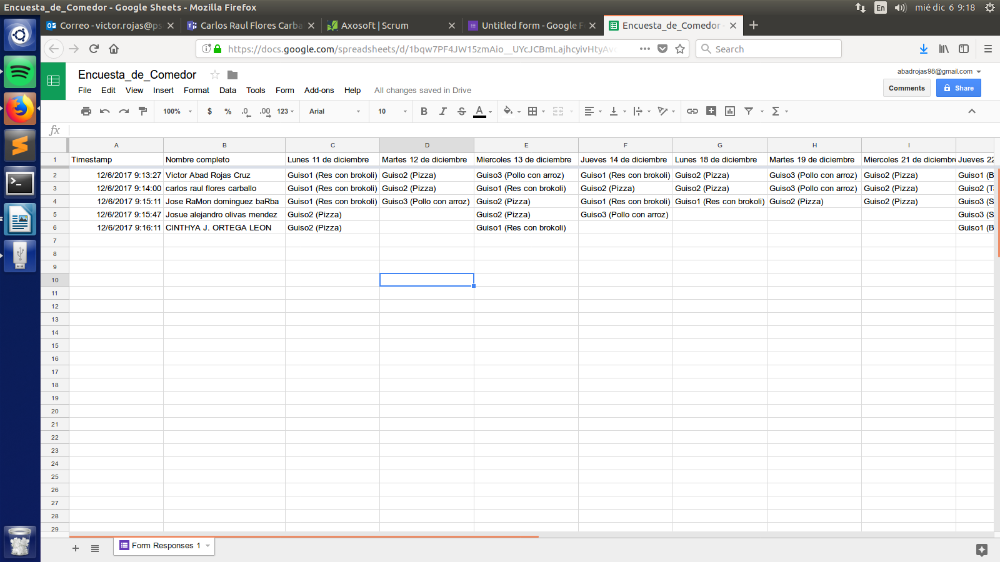 Encuesta_de_Comedor - Google Sheets - Mozilla Firefox
En
mié dic 6 9:18
Correo - victor.rojas@ps
Carlos Raul Flores Carba
Axosoft | Scrum
Untitled form - Google F
Encuesta_de_Comedor -
https://docs.google.com/spreadsheets/d/1bqw7PF4JW15zmAio__UYcJCBmLajhcyivHtyAv
Search
Encuesta_de_Comedor
abadrojas98@gmail.com
File Edit View Insert Format Data Tools Form Add-ons Help All changes saved in Drive
Comments
Share
100% $ % .0 .00 123 Arial 10 B I S A Σ
fx
A B C D E F G H I
1 Timestamp Nombre completo Lunes 11 de diciembre Martes 12 de diciembre Miercoles 13 de diciembre Jueves 14 de diciembre Lunes 18 de diciembre Martes 19 de diciembre Miercoles 21 de diciembre Jueves 22
2 12/6/2017 9:13:27 Victor Abad Rojas Cruz Guiso1 (Res con brokoli) Guiso2 (Pizza) Guiso3 (Pollo con arroz) Guiso1 (Res con brokoli) Guiso2 (Pizza) Guiso3 (Pollo con arroz) Guiso2 (Pizza) Guiso1 (B
3 12/6/2017 9:14:00 carlos raul flores carballo Guiso1 (Res con brokoli) Guiso2 (Pizza) Guiso1 (Res con brokoli) Guiso2 (Pizza) Guiso2 (Pizza) Guiso3 (Pollo con arroz) Guiso2 (Pizza) Guiso2 (T
4 12/6/2017 9:15:11 Jose RaMon dominguez baRba Guiso1 (Res con brokoli) Guiso3 (Pollo con arroz) Guiso2 (Pizza) Guiso1 (Res con brokoli) Guiso1 (Res con brokoli) Guiso2 (Pizza) Guiso2 (Pizza) Guiso3 (S
5 12/6/2017 9:15:47 Josue alejandro olivas mendez Guiso2 (Pizza) Guiso2 (Pizza) Guiso3 (Pollo con arroz) Guiso3 (S
6 12/6/2017 9:16:11 CINTHYA J. ORTEGA LEON Guiso2 (Pizza) Guiso1 (Res con brokoli) Guiso1 (B
7
8
9
10
11
12
13
14
15
16
17
18
19
20
21
22
23
24
25
26
27
28
29
Form Responses 1